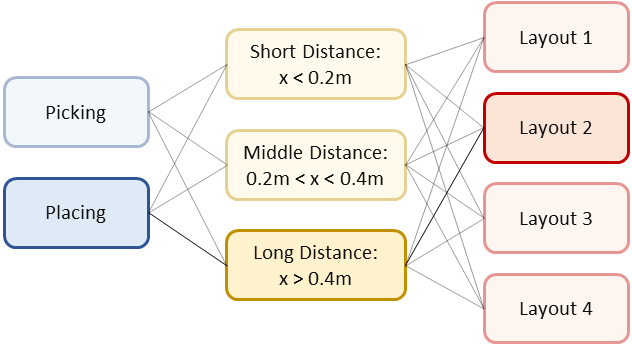 Picking
Placing
Short Distance:
x < 0.2m
Middle Distance:
0.2m < x < 0.4m
Long Distance:
x > 0.4m
Layout 1
Layout 2
Layout 3
Layout 4